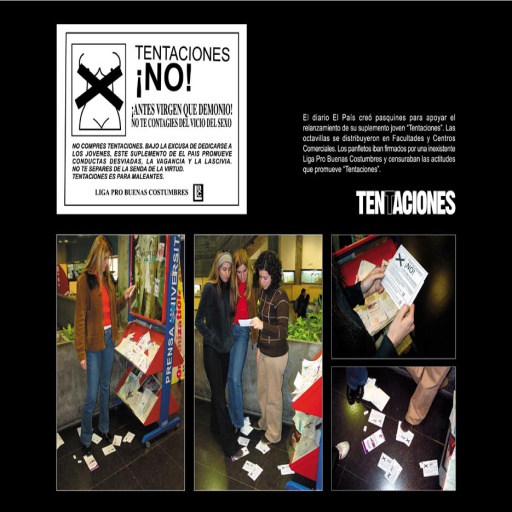 TENTACIONES
¡NO!
¡ANTES VIRGEN QUE DEMONIO!
NO TE CONTAGIES DEL VICIO DEL SEXO
NO COMPRES TENTACIONES. BAJO LA EXCUSA DE DEDICARSE A
LOS JOVENES, ESTE SUPLEMENTO DE EL PAIS PROMUEVE
CONDUCTAS DESVIADAS, LA VAGANCIA Y LA LASCIVIA.
NO TE SEPARES DE LA SENDA DE LA VIRTUD.
TENTACIONES ES PARA MALEANTES.
LIGA PRO BUENAS COSTUMBRES
El diario El País creó pasquines para apoyar el
relanzamiento de su suplemento joven "Tentaciones". Las
octavillas se distribuyeron en Facultades y Centros
Comerciales. Los panfletos iban firmados por una inexistente
Liga Pro Buenas Costumbres y censuraban las actitudes
que promueve "Tentaciones".
TENTACIONES
PRENSA UNIVERSIT